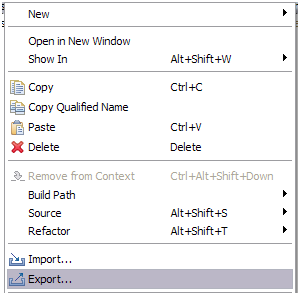 New
Open in New Window
Show In Alt+Shift+W
Copy Ctrl+C
Copy Qualified Name
Paste Ctrl+V
Delete Delete
Remove from Context Ctrl+Alt+Shift+Down
Build Path
Source Alt+Shift+S
Refactor Alt+Shift+T
Import...
Export...